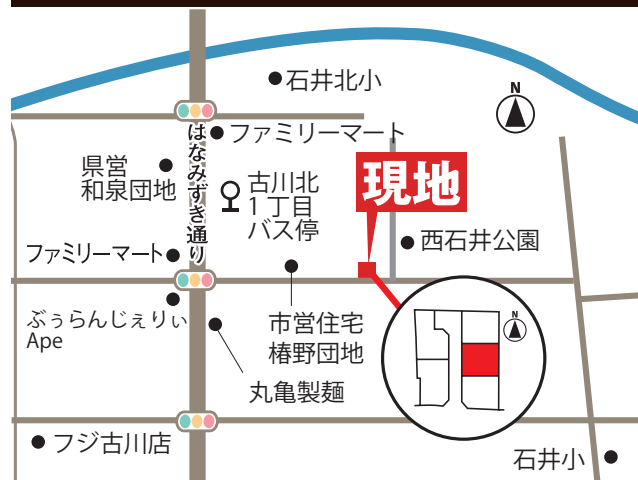 石井北小
N
ファミリーマート
はなみずき通り
県営
和泉団地
古川北
1丁目
バス停
現地
西石井公園
ファミリーマート
ぶぅらんじぇりぃ
Ape
市営住宅
椿野団地
N
丸亀製麺
フジ古川店
石井小